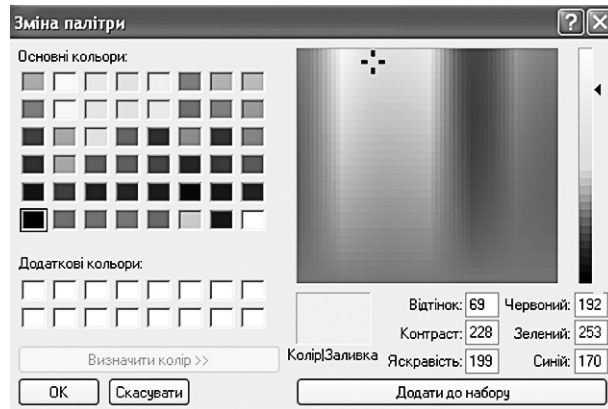 Зміна палітри
Основні кольори:
Додаткові кольори:
Визначити колір >>
OK
Скасувати
Колір|Заливка
Відтінок: 69
Червоний: 192
Контраст: 228
Зелений: 253
Яскравість: 199
Синій: 170
Додати до набору